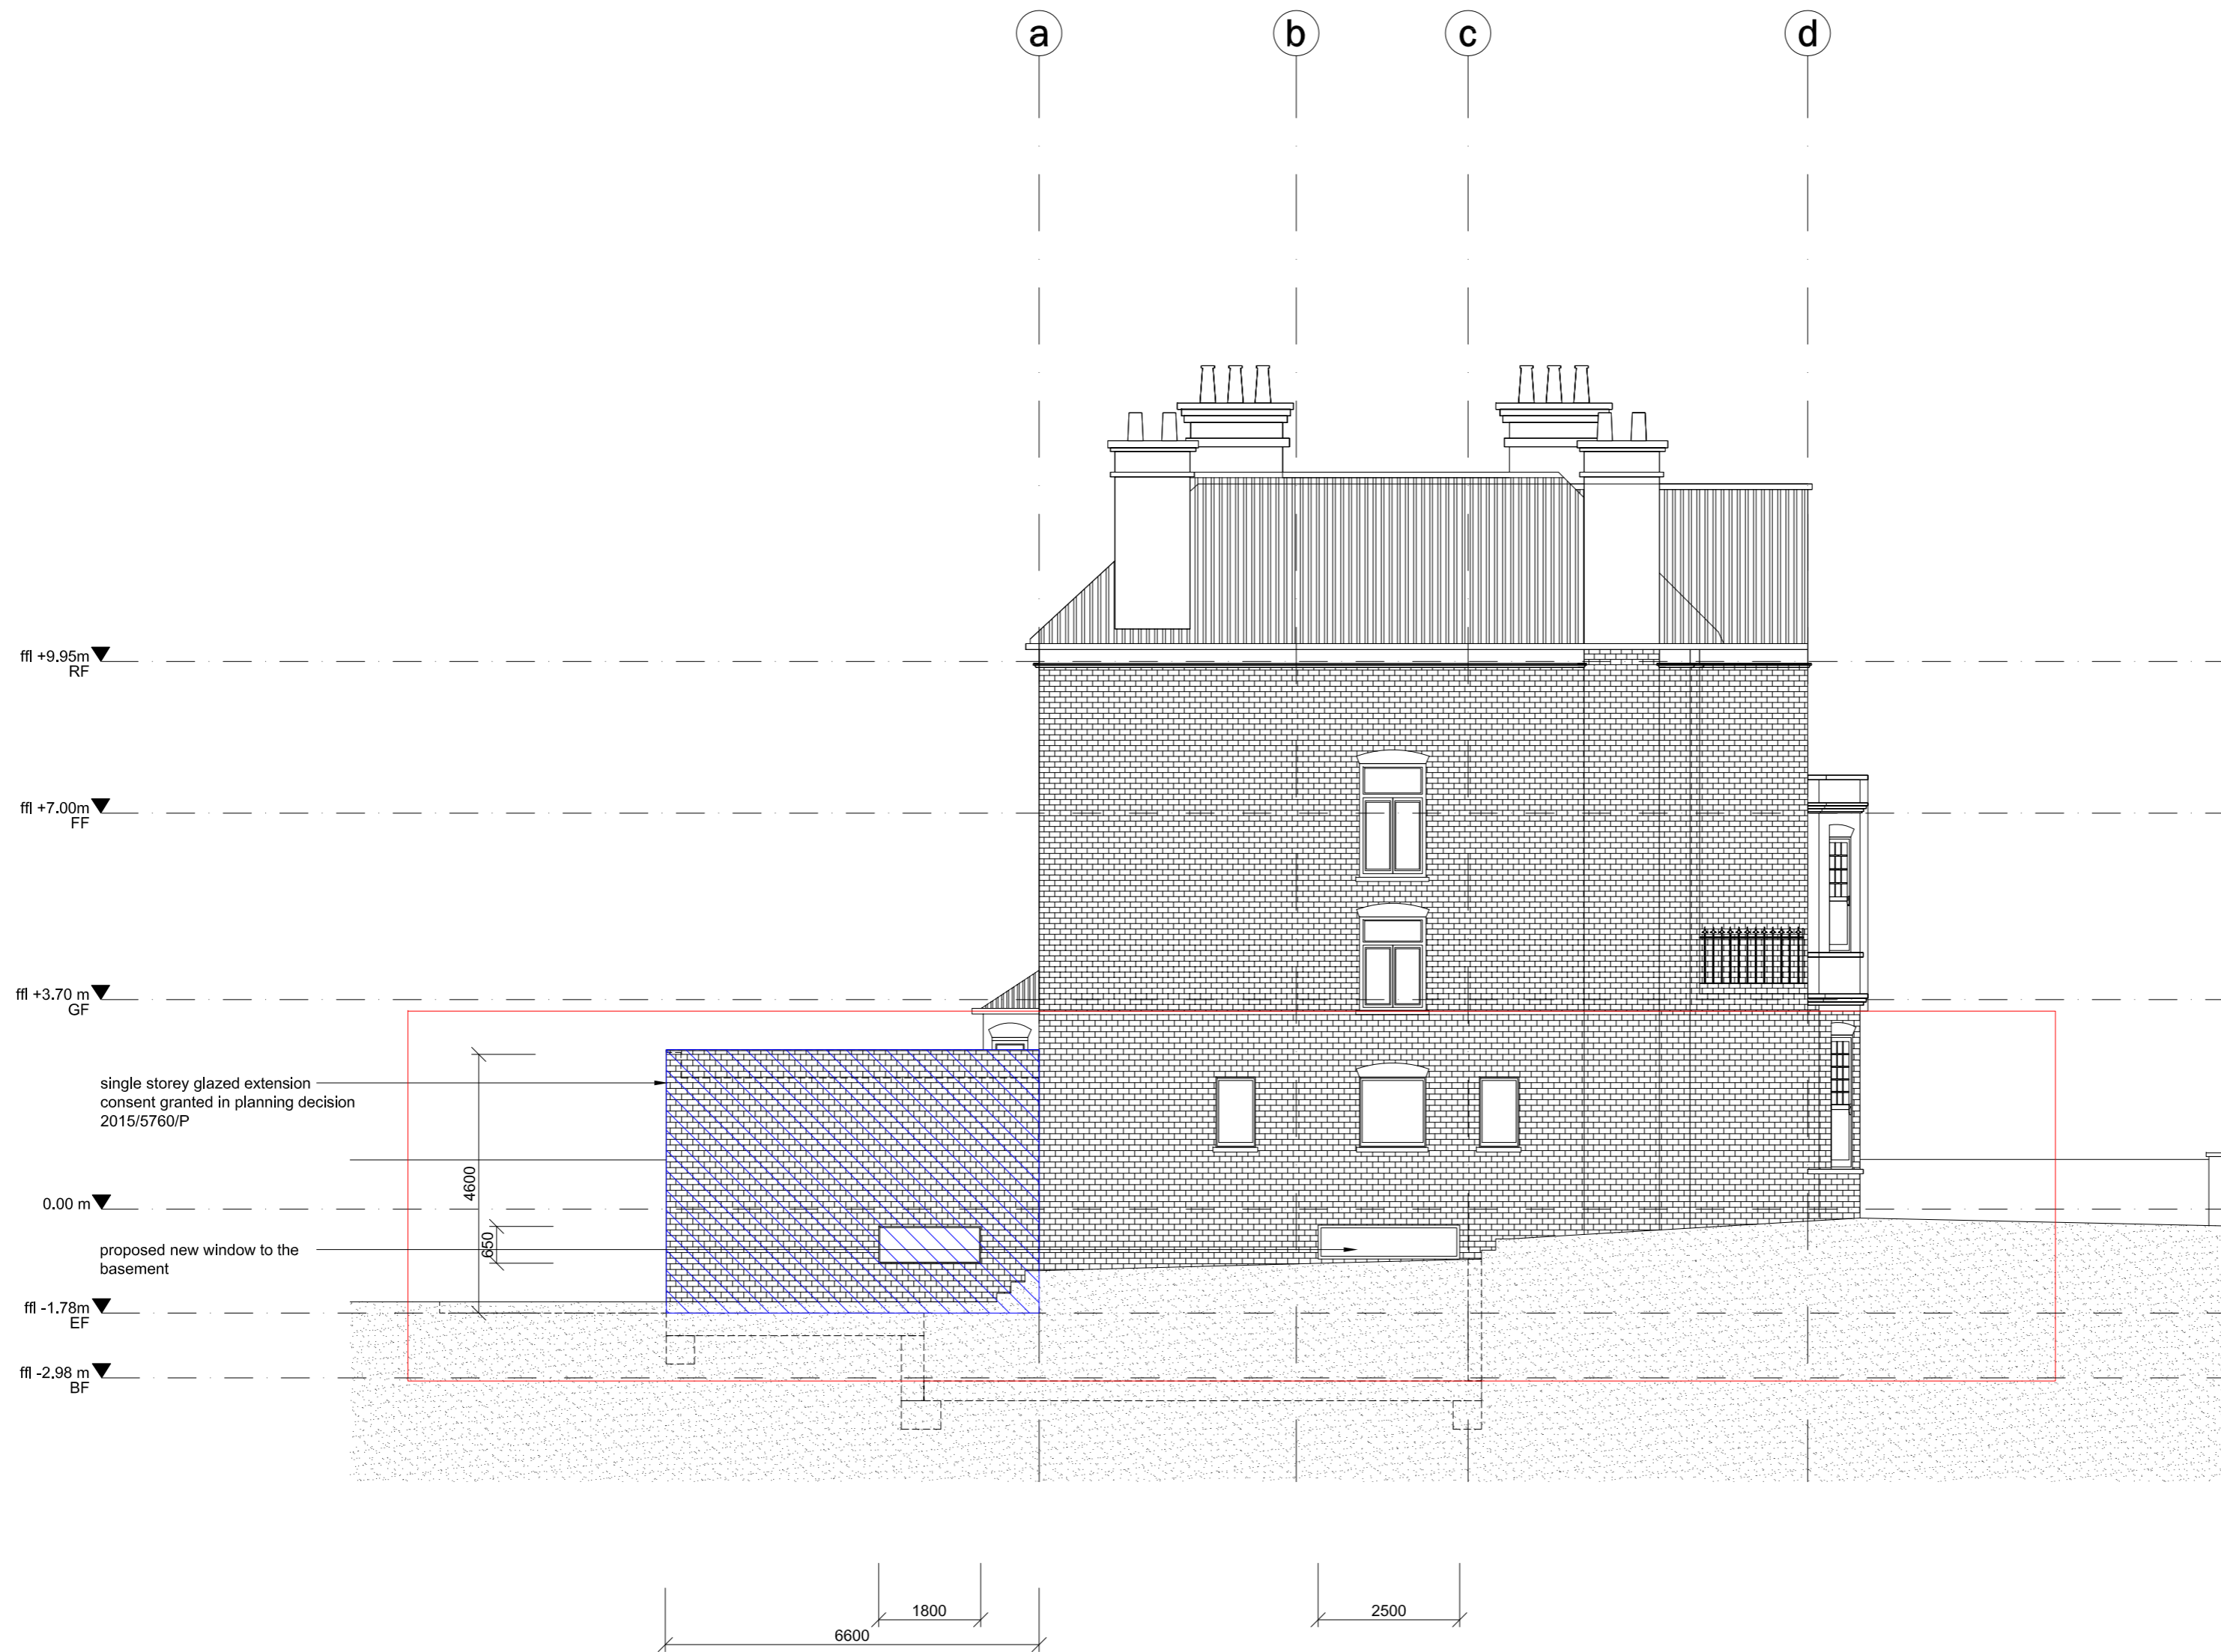 a b c d
ffl +9.95m
RF
ffl +7.00m
FF
ffl +3.70 m
GF
single storey glazed extension
consent granted in planning decision
2015/5760/P
4600
0.00 m
650
proposed new window to the
basement
ffl -1.78m
EF
ffl -2.98 m
BF
1800
2500
6600